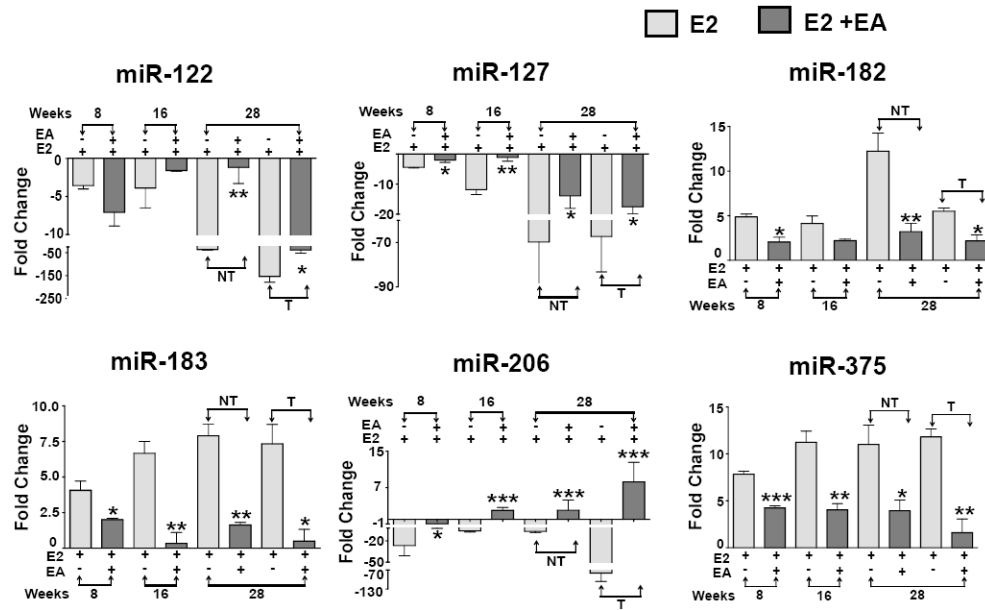 E2 E2 +EA
miR-122 miR-127 miR-182
Weeks 8 16 28
EA - + - + - + - +
E2 + + + + + + + +
Fold Change
0
-5
-10
-50
-150
-250
** *
NT
T
Weeks 8 16 28
EA - + - + - + - +
E2 + + + + + + + +
Fold Change
-10
-20
-70
-90
* ** * *
NT
T
NT
T
Fold Change
15
10
5
0
* ** *
E2 + + + + + + + +
EA - + - + - + - +
Weeks 8 16 28
miR-183 miR-206 miR-375
NT T
Fold Change
10.0
7.5
5.0
2.5
0
* ** ** *
E2 + + + + + + + +
EA - + - + - + - +
Weeks 8 16 28
Weeks 8 16 28
EA - + - + - + - +
E2 + + + + + + + +
Fold Change
15
7
-1
-20
-50
-70
-130
* *** *** ***
NT
T
NT T
Fold Change
15
10
5
0
*** ** * **
E2 + + + + + + + +
EA - + - + - + - +
Weeks 8 16 28